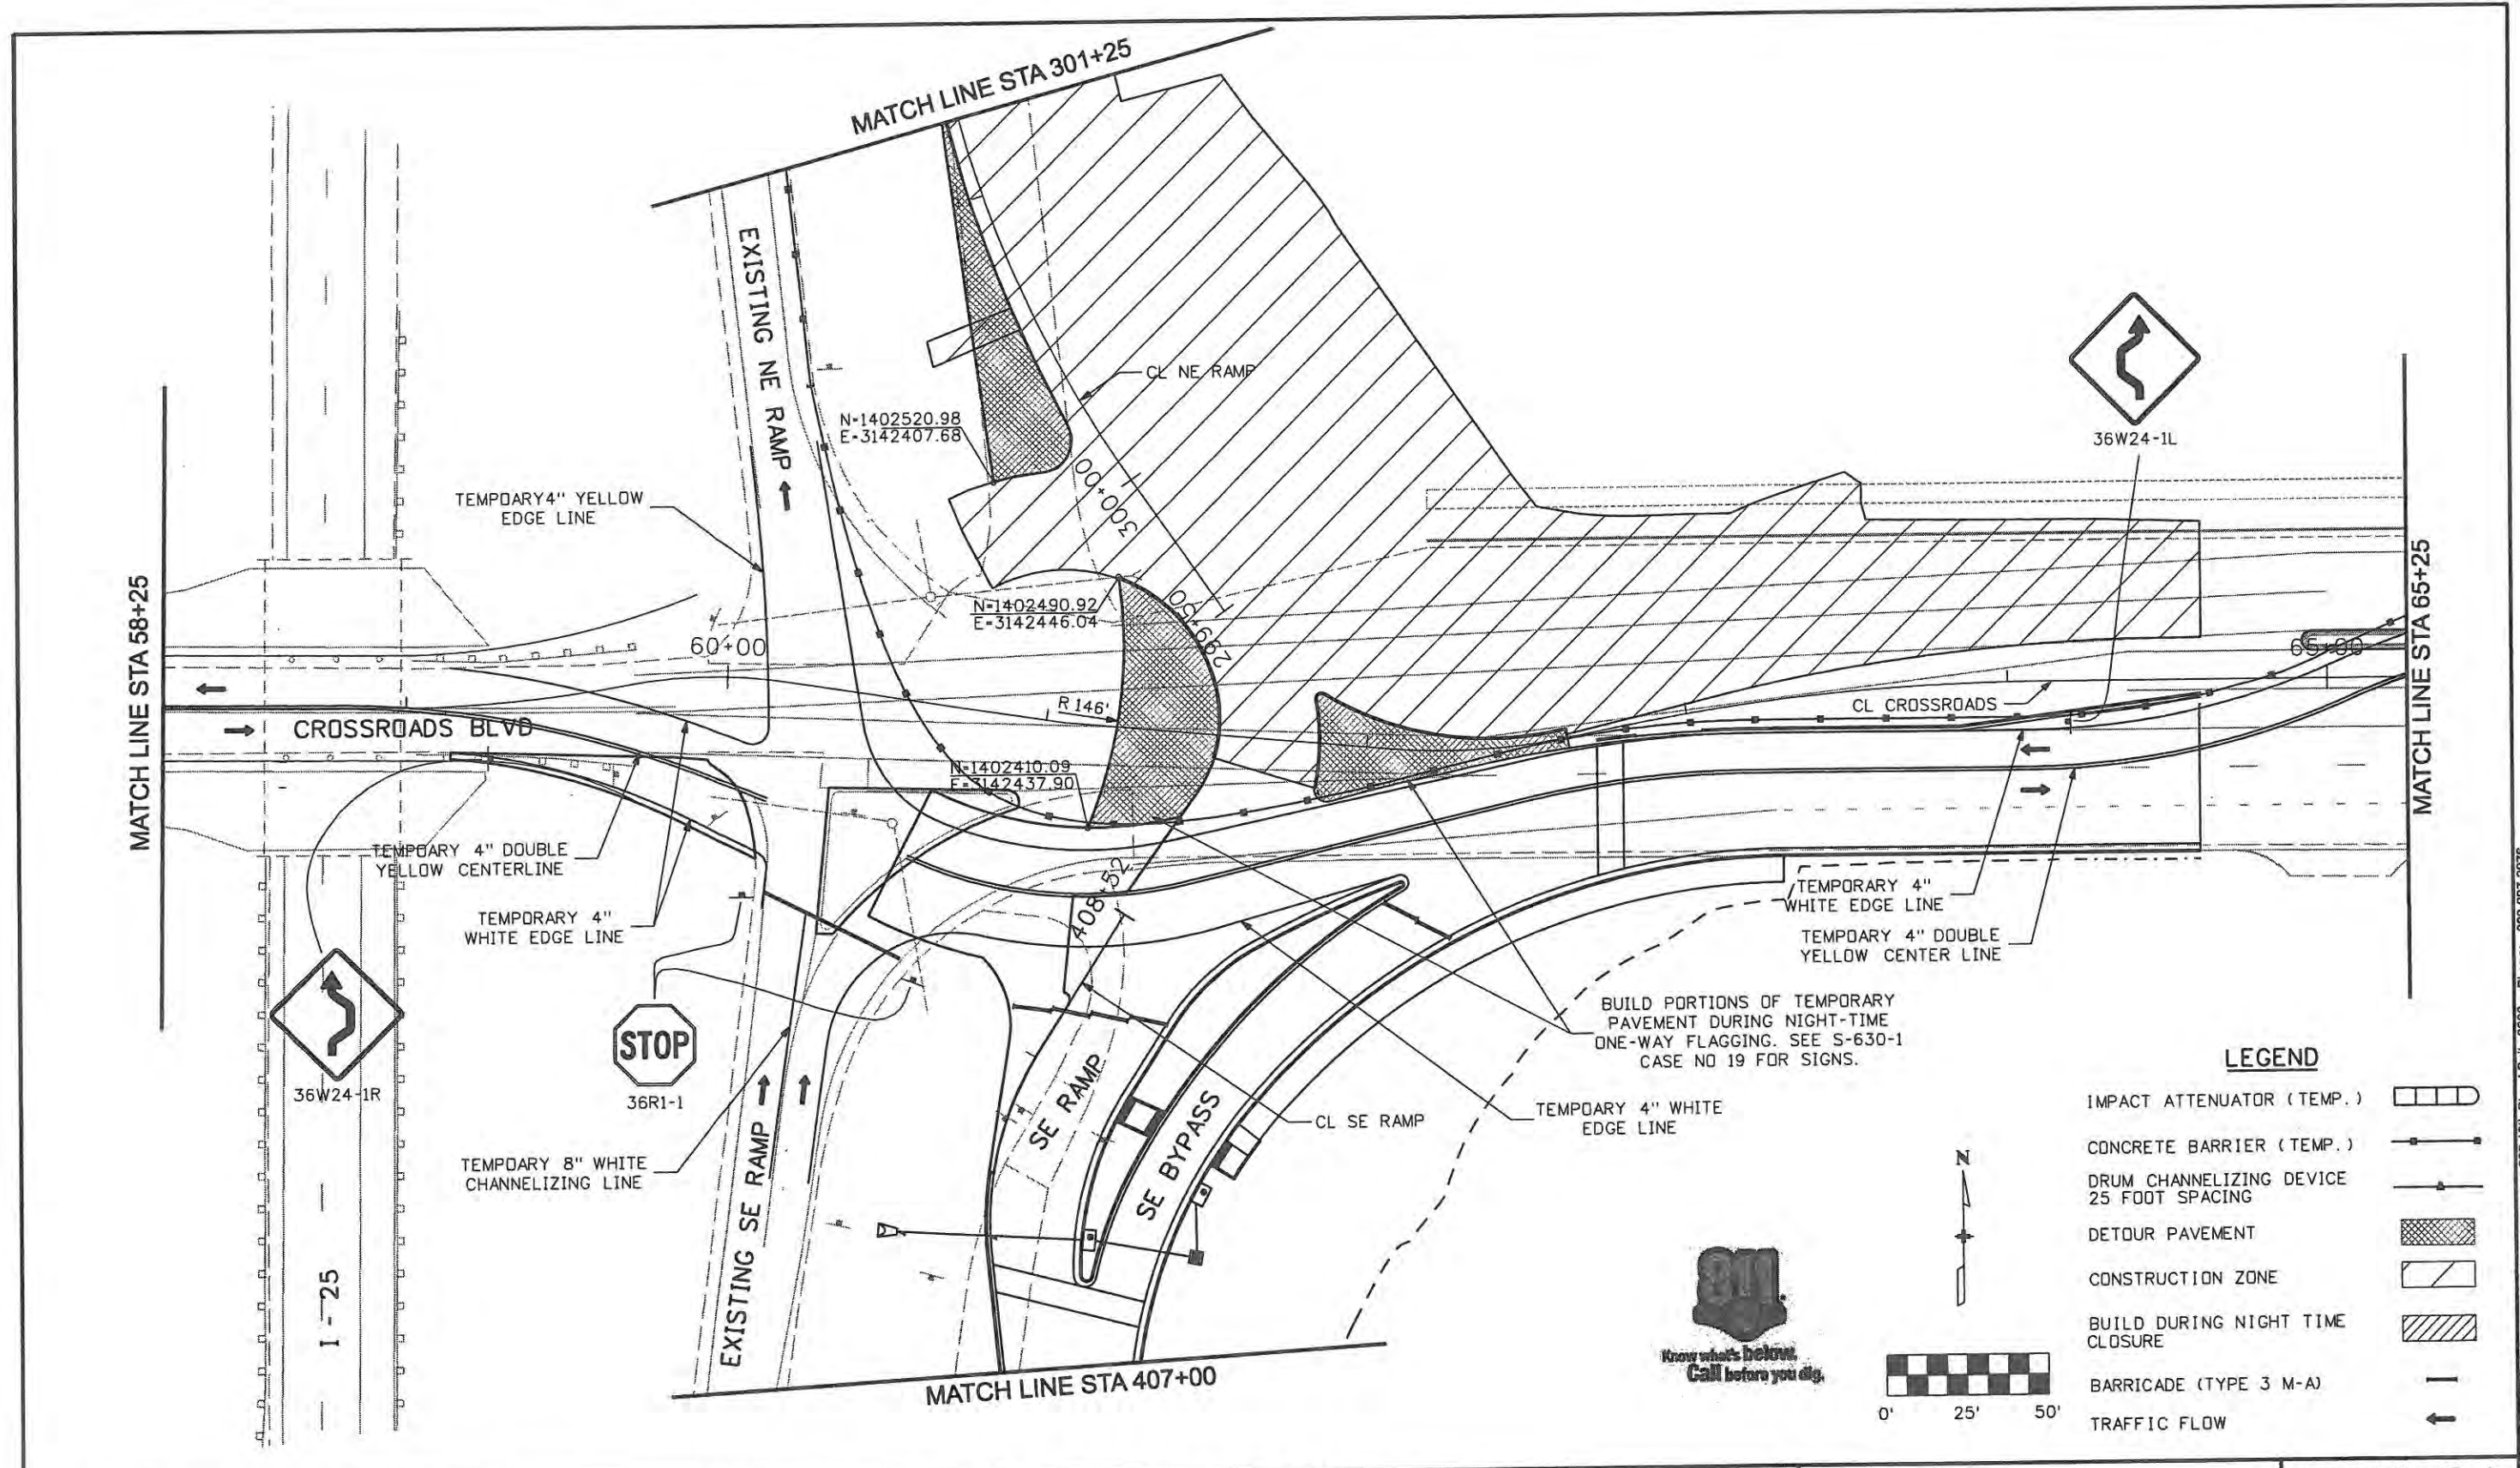 MATCH LINE STA 301+25
EXISTING NE RAMP
CL NE RAMP
N=1402520.98
E=3142407.68
36W24-1L
TEMPOARY 4" YELLOW
EDGE LINE
300+00
299+50
N=1402490.92
E=3142446.04
60+00
65+00
MATCH LINE STA 58+25
MATCH LINE STA 65+25
R 146'
CL CROSSROADS
CROSSROADS BLVD
N=1402410.09
E=3142437.90
TEMPOARY 4" DOUBLE
YELLOW CENTERLINE
TEMPORARY 4"
WHITE EDGE LINE
408+52
TEMPORARY 4"
WHITE EDGE LINE
TEMPOARY 4" DOUBLE
YELLOW CENTER LINE
BUILD PORTIONS OF TEMPORARY
PAVEMENT DURING NIGHT-TIME
ONE-WAY FLAGGING. SEE S-630-1
CASE NO 19 FOR SIGNS.
STOP
36R1-1
36W24-1R
SE RAMP
SE BYPASS
CL SE RAMP
TEMPOARY 4" WHITE
EDGE LINE
TEMPOARY 8" WHITE
CHANNELIZING LINE
EXISTING SE RAMP
I-25
MATCH LINE STA 407+00
811
Know what's below.
Call before you dig.
N
0' 25' 50'
LEGEND
IMPACT ATTENUATOR (TEMP.)
CONCRETE BARRIER (TEMP.)
DRUM CHANNELIZING DEVICE
25 FOOT SPACING
DETOUR PAVEMENT
CONSTRUCTION ZONE
BUILD DURING NIGHT TIME
CLOSURE
BARRICADE (TYPE 3 M-A)
TRAFFIC FLOW